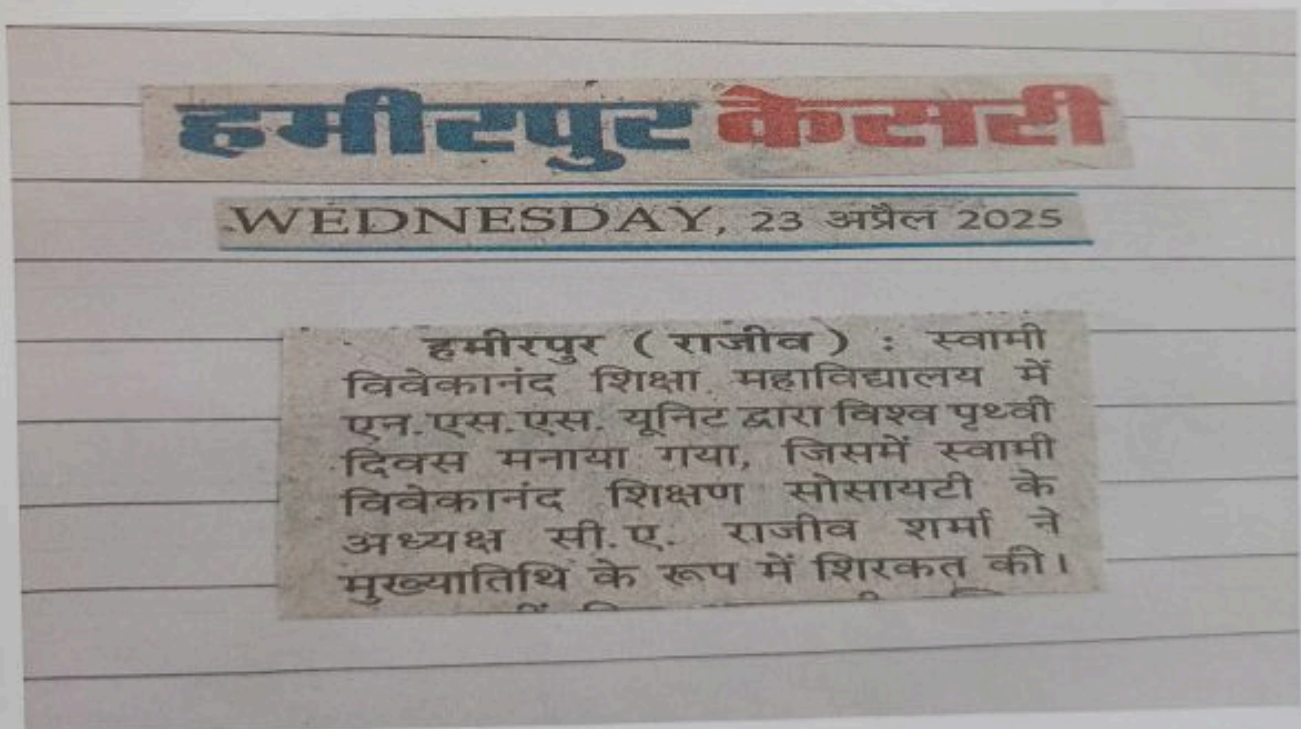 हमीरपुर केसरी
WEDNESDAY, 23 अप्रैल 2025
हमीरपुर ( राजीव ) : स्वामी
विवेकानंद शिक्षा महाविद्यालय में
एन.एस.एस. यूनिट द्वारा विश्व पृथ्वी
दिवस मनाया गया, जिसमें स्वामी
विवेकानंद शिक्षण सोसायटी के
अध्यक्ष सी.ए. राजीव शर्मा ने
मुख्यातिथि के रूप में शिरकत की।